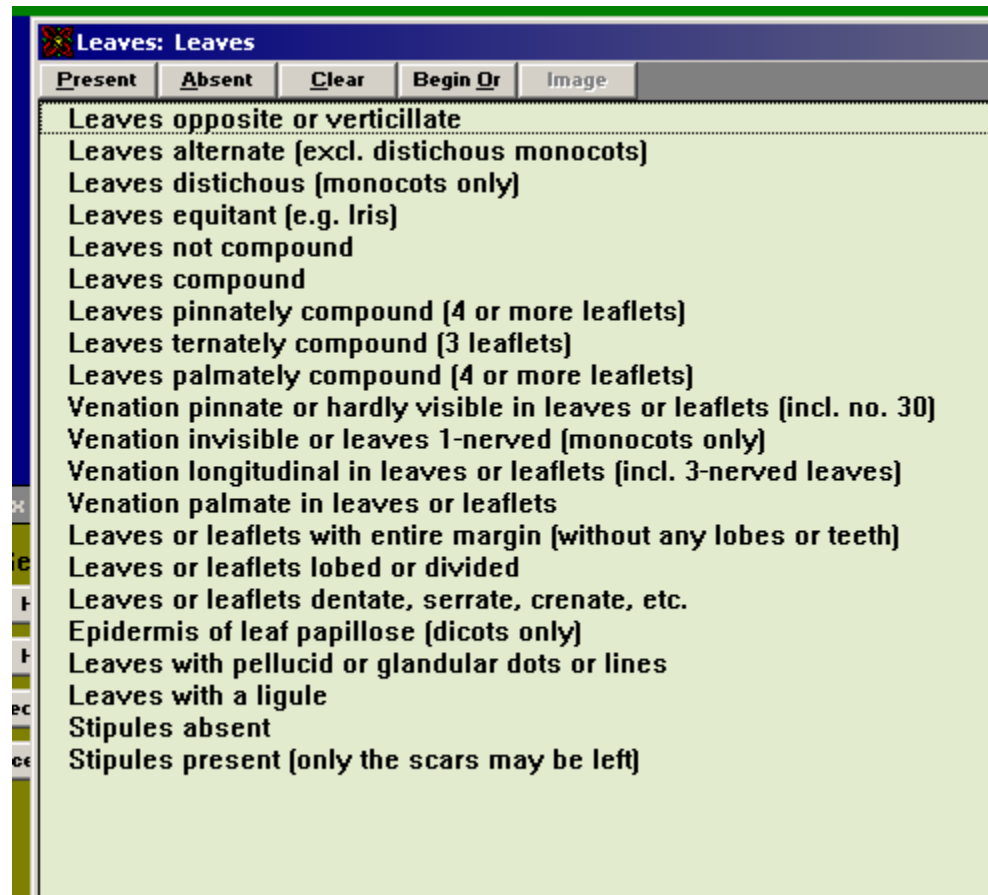 Leaves: Leaves
Present Absent Clear Begin Or Image
Leaves opposite or verticillate
Leaves alternate (excl. distichous monocots)
Leaves distichous (monocots only)
Leaves equitant (e.g. Iris)
Leaves not compound
Leaves compound
Leaves pinnately compound (4 or more leaflets)
Leaves ternately compound (3 leaflets)
Leaves palmately compound (4 or more leaflets)
Venation pinnate or hardly visible in leaves or leaflets (incl. no. 30)
Venation invisible or leaves 1-nerved (monocots only)
Venation longitudinal in leaves or leaflets (incl. 3-nerved leaves)
Venation palmate in leaves or leaflets
Leaves or leaflets with entire margin (without any lobes or teeth)
Leaves or leaflets lobed or divided
Leaves or leaflets dentate, serrate, crenate, etc.
Epidermis of leaf papillose (dicots only)
Leaves with pellucid or glandular dots or lines
Leaves with a ligule
Stipules absent
Stipules present (only the scars may be left)